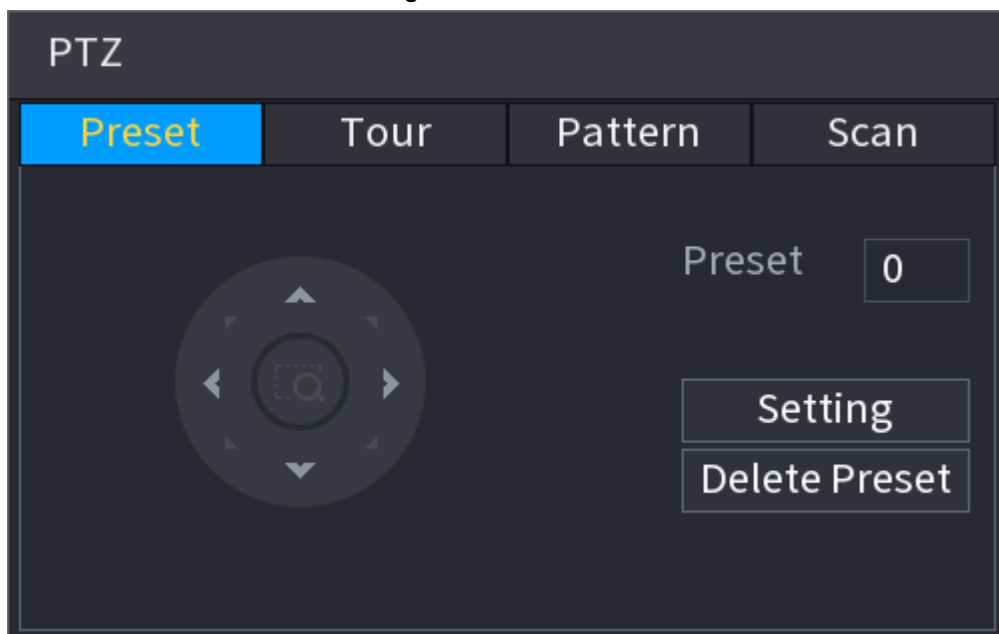 PTZ
Preset Tour Pattern Scan
Preset 0
Setting
Delete Preset